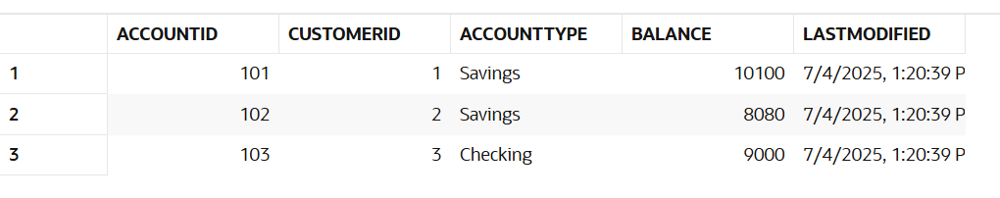 ACCOUNTID CUSTOMERID ACCOUNTTYPE BALANCE LASTMODIFIED
1 101 1 Savings 10100 7/4/2025, 1:20:39 P
2 102 2 Savings 8080 7/4/2025, 1:20:39 P
3 103 3 Checking 9000 7/4/2025, 1:20:39 P